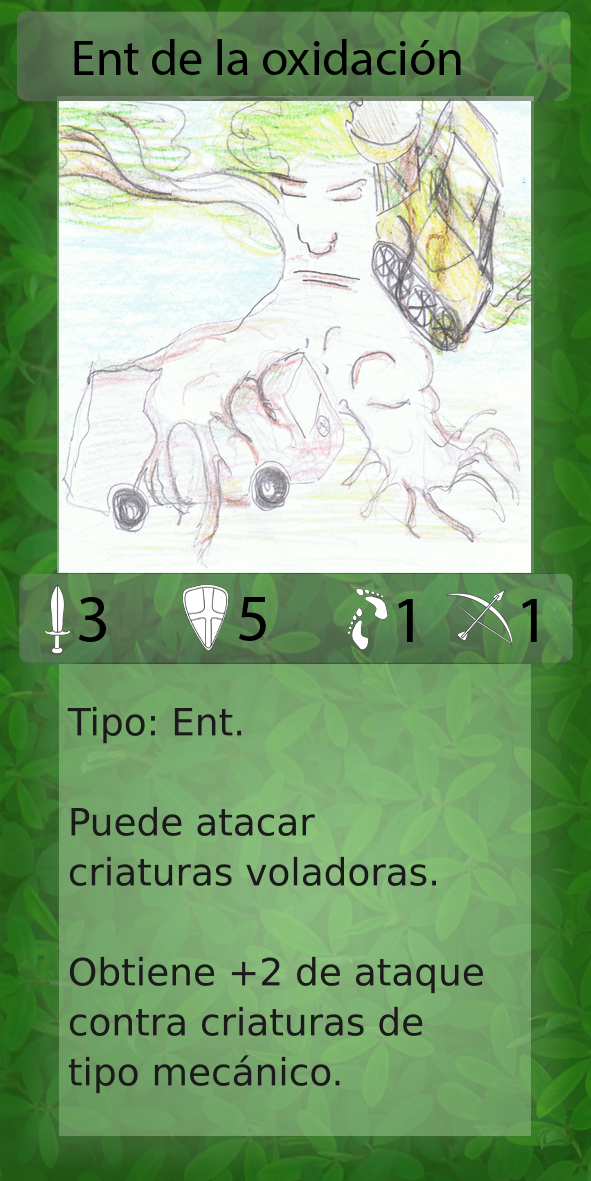 Ent de la oxidación
3 5 1 1
Tipo: Ent.
Puede atacar
criaturas voladoras.
Obtiene +2 de ataque
contra criaturas de
tipo mecánico.